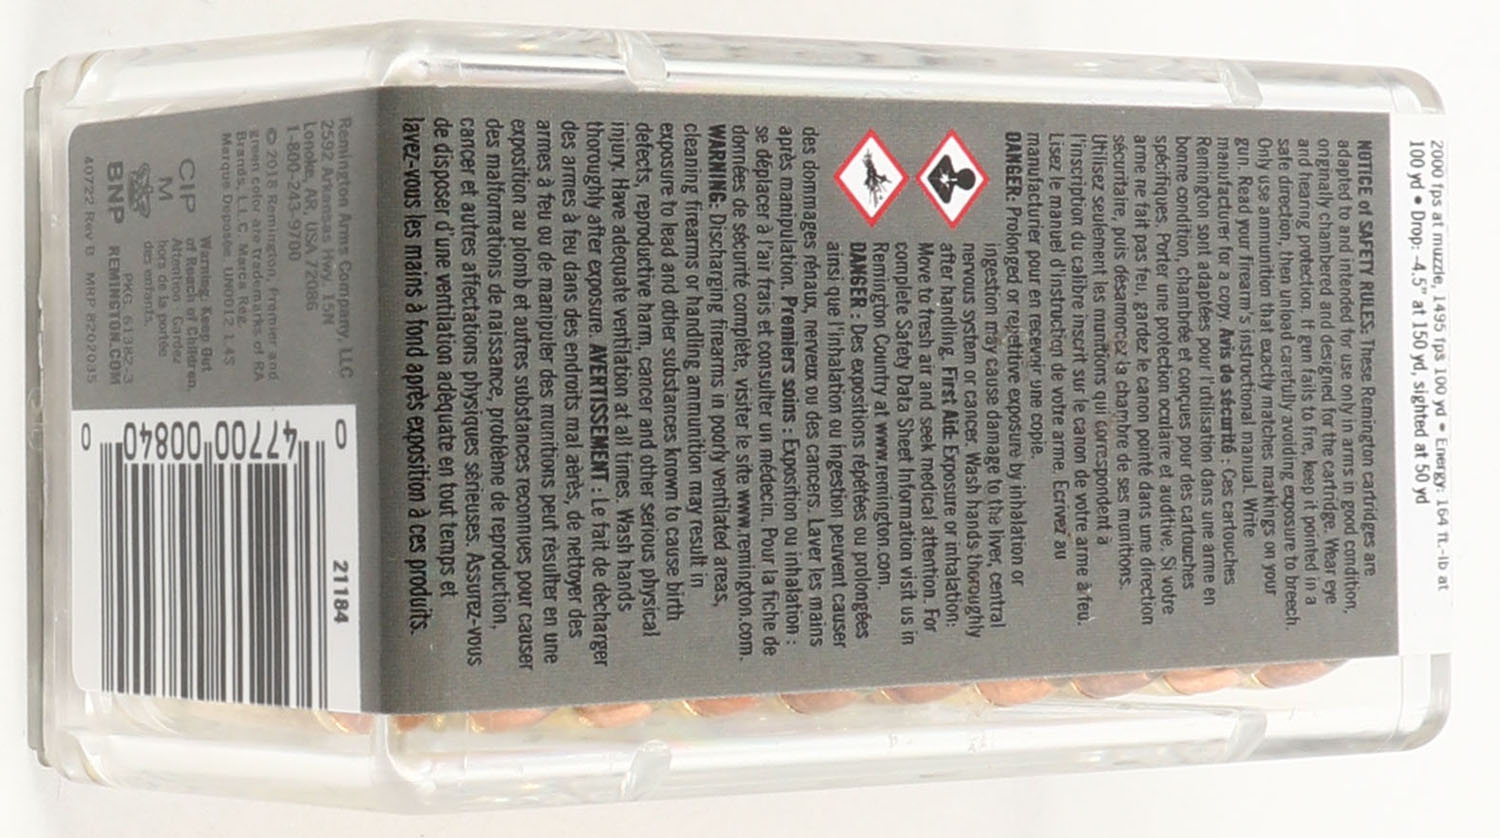 2000 fps at muzzle, 1495 fps 100 yd • Energy: 164 ft.-lb at
100 yd • Drop: -4.5" at 150 yd, sighted at 50 yd
NOTICE OF SAFETY RULES: These Remington cartridges are
adapted to and intended for use only in arms in good condition,
originally chambered and designed for the cartridge. Wear eye
and hearing protection. If gun fails to fire, keep it pointed in a
safe direction, then unload carefully avoiding exposure to breech.
Only use ammunition that exactly matches markings on your
gun. Read your firearm's instructional manual. Write
manufacturer for a copy. Avis de sécurité : Ces cartouches
Remington sont adaptées pour l'utilisation dans une arme en
bonne condition, chambrée et conçues pour des cartouches
spécifiques. Porter une protection oculaire et auditive. Si votre
arme ne fait pas feu, gardez le canon pointé dans une direction
sécuritaire, puis désamorcez la chambre de ses munitions.
Utilisez seulement les munitions qui correspondent à
l'inscription du calibre inscrit sur le canon de votre arme à feu.
Lisez le manuel d'instruction de votre arme. Écrivez au
manufacturier pour en recevoir une copie.
DANGER: Prolonged or repetitive exposure by inhalation or
ingestion may cause damage to the liver, central
nervous system or cancer. Wash hands thoroughly
after handling. First Aid: Exposure or inhalation:
Move to fresh air and seek medical attention. For
complete Safety Data Sheet Information visit us in
Remington Country at www.remington.com.
DANGER : Des expositions répétées ou prolongées
ainsi que l'inhalation ou ingestion peuvent causer
des dommages rénaux, nerveux ou des cancers. Laver les mains
après manipulation. Premiers soins : Exposition ou inhalation :
se déplacer à l'air frais et consulter un médecin. Pour la fiche de
données de sécurité complète, visiter le site www.remington.com.
WARNING: Discharging firearms in poorly ventilated areas,
cleaning firearms or handling ammunition may result in
exposure to lead and other substances known to cause birth
defects, reproductive harm, cancer and other serious physical
injury. Have adequate ventilation at all times. Wash hands
thoroughly after exposure. AVERTISSEMENT : Le fait de décharger
des armes à feu dans des endroits mal aérés, de nettoyer des
armes à feu ou de manipuler des munitions peut résulter en une
exposition au plomb et autres substances reconnues pour causer
des malformations de naissance, problème de reproduction,
cancer et autres affectations physiques sérieuses. Assurez-vous
de disposer d'une ventilation adéquate en tout temps et
lavez-vous les mains à fond après exposition à ces produits.
Remington Arms Company, LLC
2592 Arkansas Hwy. 15N
Lonoke, AR, USA 72086
1-800-243-9700
© 2018 Remington, Premier and
green color are trademarks of RA
Brands, L.L.C. Marca Reg.
Marque Deposée. UN0012 1.4S
CIP
M
Warning: Keep Out
of Reach of Children.
Attention Gardez
hors de la portée
des enfants.
BNP
PKG 61382-3
REMINGTON.COM
40722 Rev B MRP 8202035
21184
0 47700 00840 0